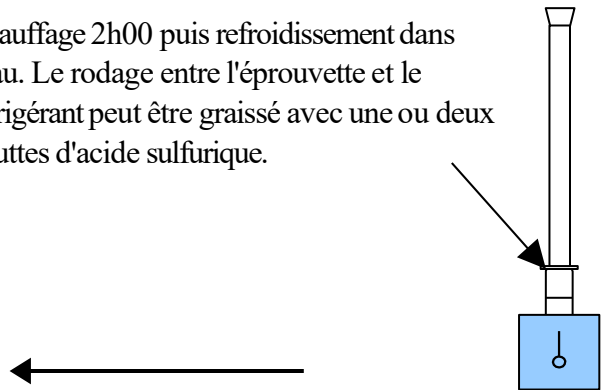 auffage 2h00 puis refroidissement dans
au. Le rodage entre l'éprouvette et le
rigérant peut être graissé avec une ou deux
uttes d'acide sulfurique.